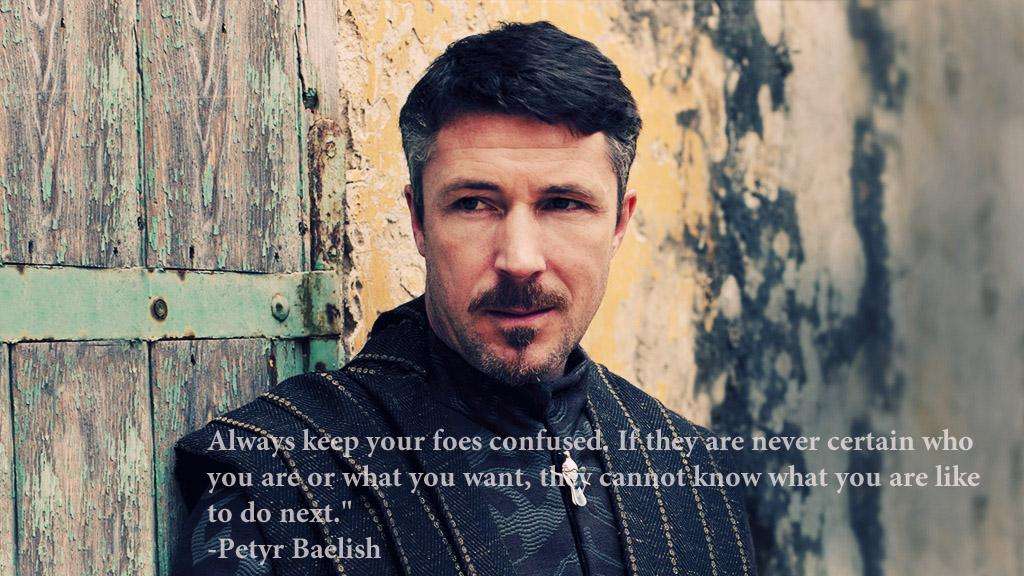 Always keep your foes confused. If they are never certain who
you are or what you want, they cannot know what you are like
to do next."
-Petyr Baelish